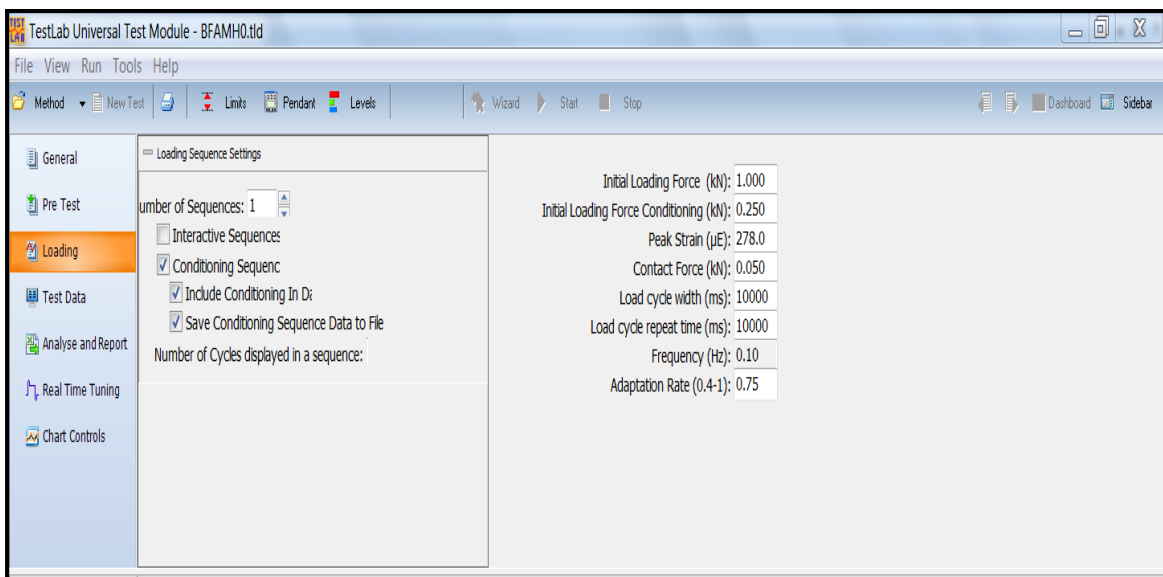 TEST LAB TestLab Universal Test Module - BFAMH0.tld
File View Run Tools Help
Method New Test Limits Pendant Levels Wizard Start Stop Dashboard Sidebar
General
Pre Test
Loading
Test Data
Analyse and Report
Real Time Tuning
Chart Controls
Loading Sequence Settings
umber of Sequences: 1
Interactive Sequences
Conditioning Sequenc
Include Conditioning In Da
Save Conditioning Sequence Data to File
Number of Cycles displayed in a sequence:
Initial Loading Force (kN): 1.000
Initial Loading Force Conditioning (kN): 0.250
Peak Strain (µE): 278.0
Contact Force (kN): 0.050
Load cycle width (ms): 10000
Load cycle repeat time (ms): 10000
Frequency (Hz): 0.10
Adaptation Rate (0.4-1): 0.75